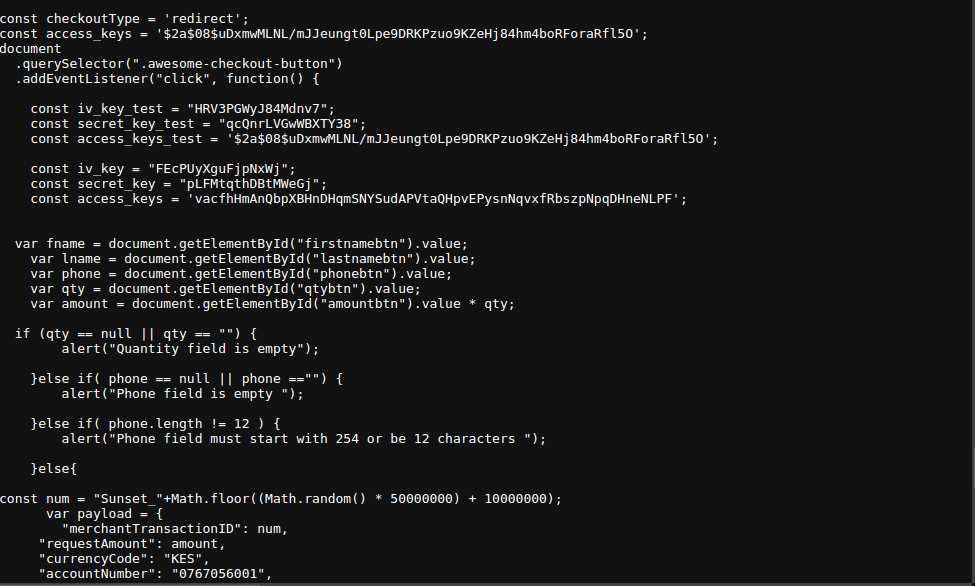 const checkoutType = 'redirect';
const access_keys = '$2a$08$uDxmwMLNL/mJJeungt0Lpe9DRKPzuo9KZeHj84hm4boRForaRfl5O';
document
.querySelector(".awesome-checkout-button")
.addEventListener("click", function() {
const iv_key_test = "HRV3PGWyJ84Mdnv7";
const secret_key_test = "qcQnrLVGwWBXTY38";
const access_keys_test = '$2a$08$uDxmwMLNL/mJJeungt0Lpe9DRKPzuo9KZeHj84hm4boRForaRfl5O';
const iv_key = "FEcPUyXguFjpNxWj";
const secret_key = "pLFMtqthDBtMWeGj";
const access_keys = 'vacfhHmAnQbpXBHnDHqmSNYSudAPVtaQHpvEPysnNqvxfRbszpNpqDHneNLPF';
var fname = document.getElementById("firstnamebtn").value;
var lname = document.getElementById("lastnamebtn").value;
var phone = document.getElementById("phonebtn").value;
var qty = document.getElementById("qtybtn").value;
var amount = document.getElementById("amountbtn").value * qty;
if (qty == null || qty == "") {
alert("Quantity field is empty");
}else if( phone == null || phone =="") {
alert("Phone field is empty ");
}else if( phone.length != 12 ) {
alert("Phone field must start with 254 or be 12 characters ");
}else{
const num = "Sunset_"+Math.floor((Math.random() * 50000000) + 10000000);
var payload = {
"merchantTransactionID": num,
"requestAmount": amount,
"currencyCode": "KES",
"accountNumber": "0767056001",